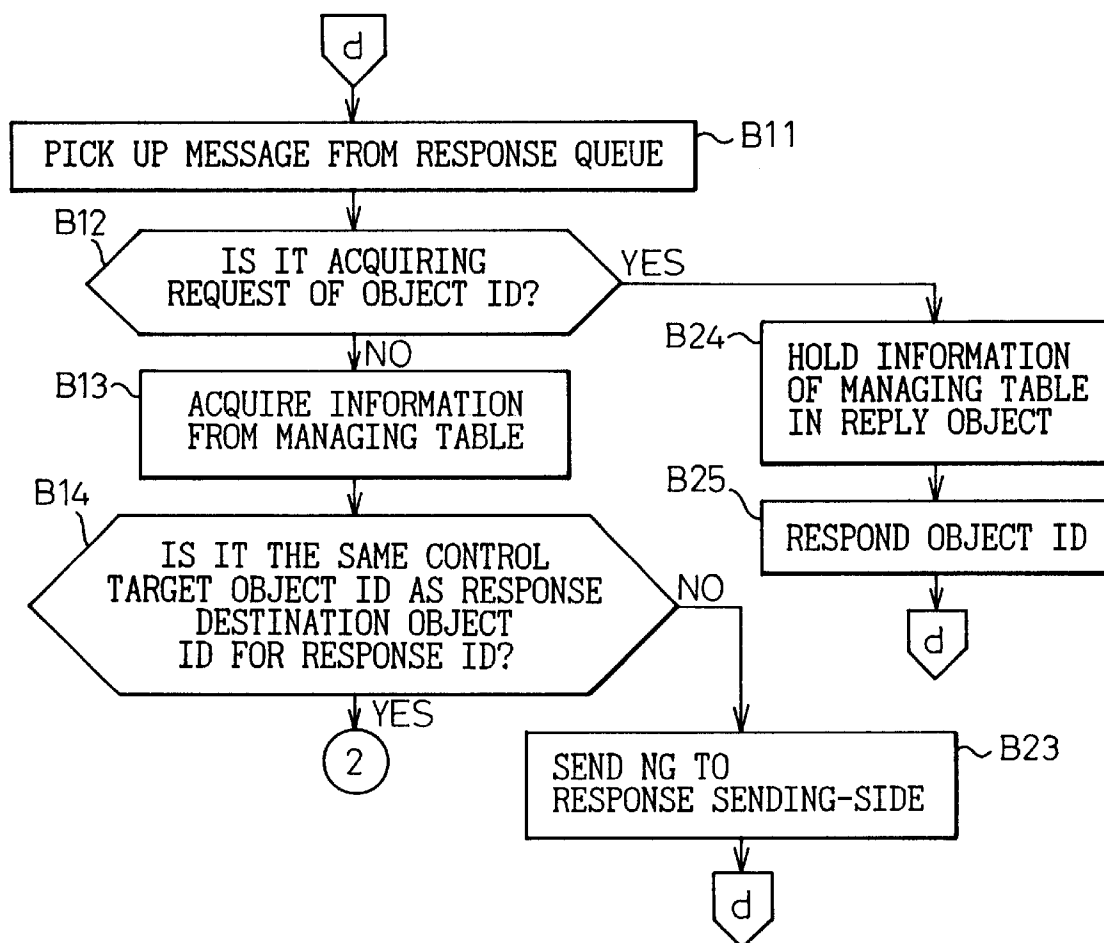 d
PICK UP MESSAGE FROM RESPONSE QUEUE
B11
B12
IS IT ACQUIRING
REQUEST OF OBJECT ID?
YES
NO
B13
ACQUIRE INFORMATION
FROM MANAGING TABLE
B24
HOLD INFORMATION
OF MANAGING TABLE
IN REPLY OBJECT
B25
RESPOND OBJECT ID
d
B14
IS IT THE SAME CONTROL
TARGET OBJECT ID AS RESPONSE
DESTINATION OBJECT
ID FOR RESPONSE ID?
NO
YES
2
B23
SEND NG TO
RESPONSE SENDING-SIDE
d